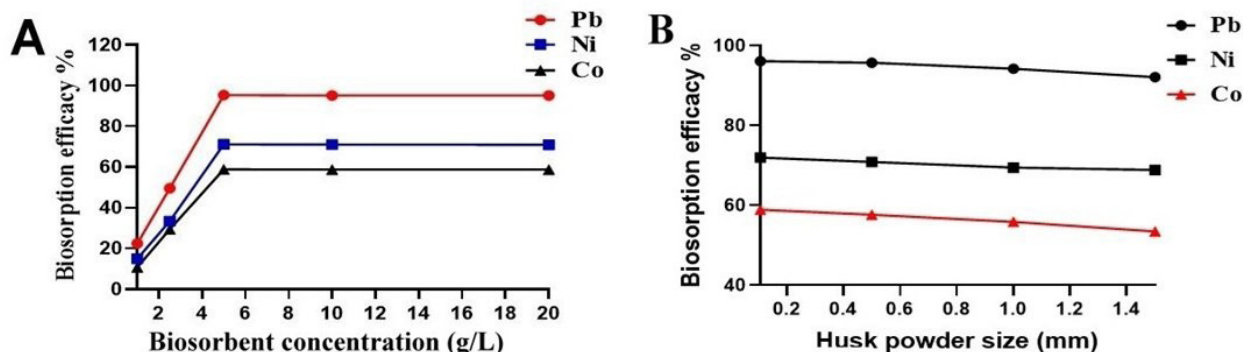 A
Pb
Ni
Co
Biosorption efficacy %
120
100
80
60
40
20
0
2 4 6 8 10 12 14 16 18 20
Biosorbent concentration (g/L)
B
Pb
Ni
Co
Biosorption efficacy %
100
80
60
40
0.2 0.4 0.6 0.8 1.0 1.2 1.4
Husk powder size (mm)